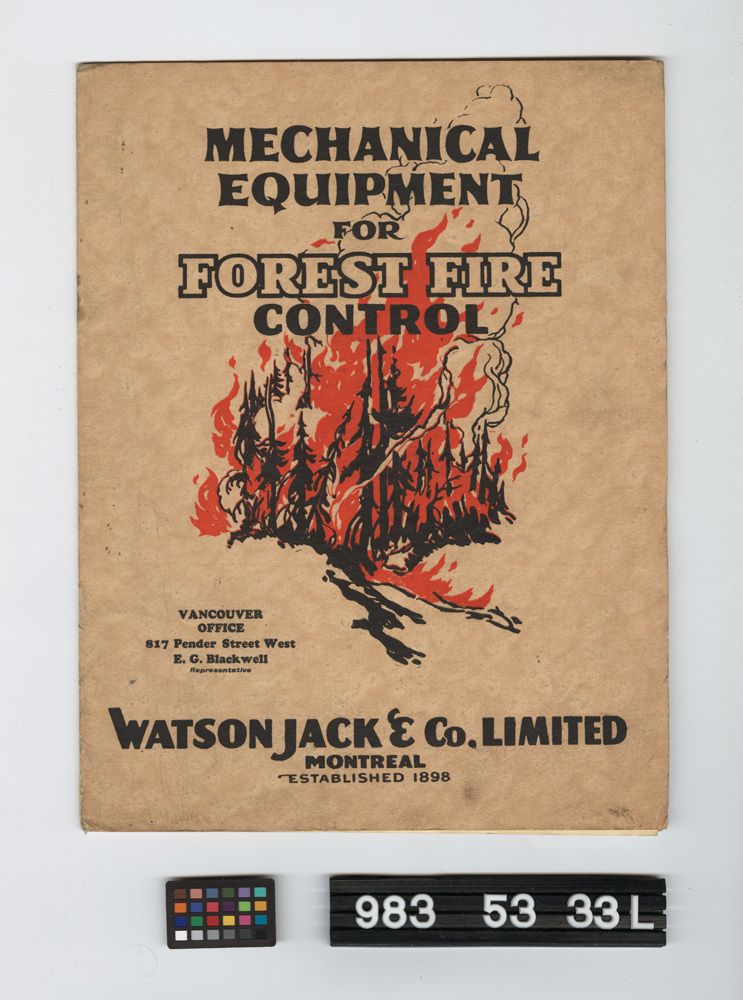 MECHANICAL
EQUIPMENT
FOR
FOREST FIRE
CONTROL
VANCOUVER
OFFICE
817 Pender Street West
E. G. Blackwell
Representative
WATSON JACK & Co. LIMITED
MONTREAL
ESTABLISHED 1898
983 53 33 L